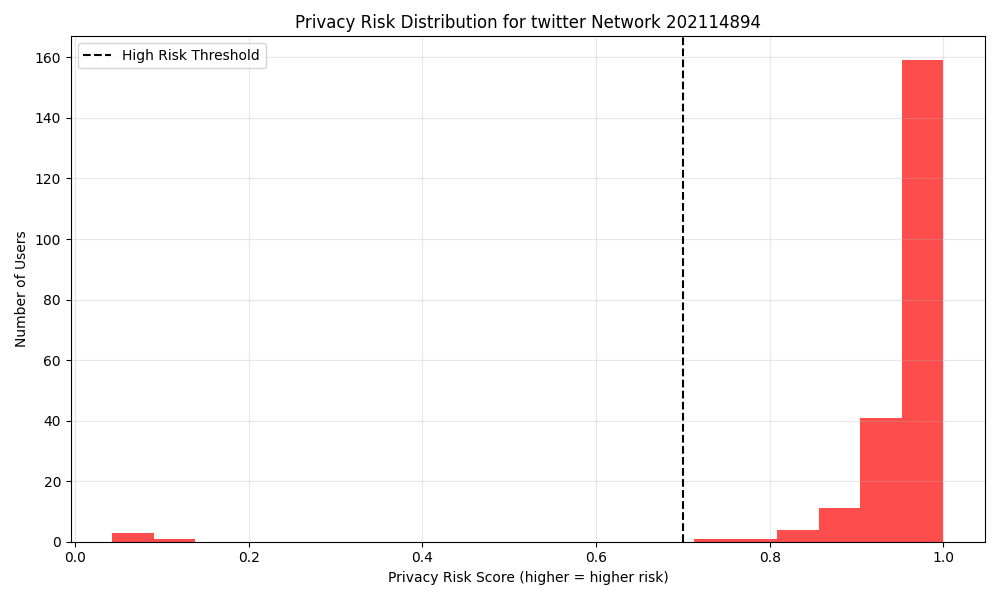 Privacy Risk Distribution for twitter Network 202114894
High Risk Threshold
160
140
120
100
80
60
40
20
0
0.0 0.2 0.4 0.6 0.8 1.0
Number of Users
Privacy Risk Score (higher = higher risk)